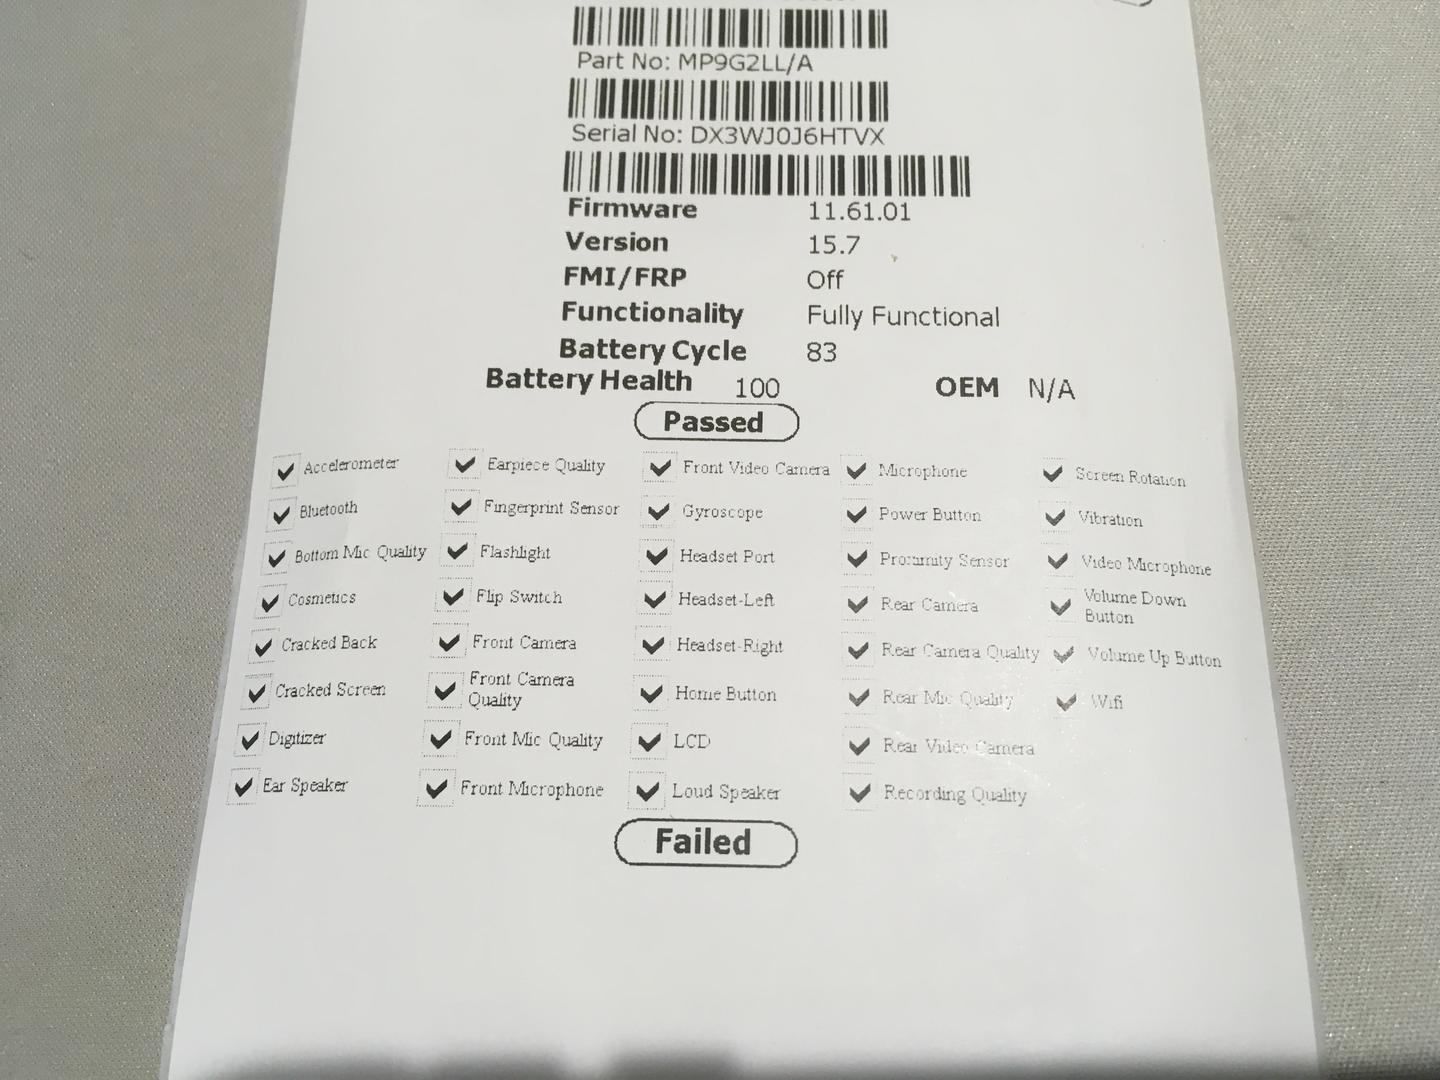 Part No: MP9G2LL/A
Serial No: DX3WJ0J6HTVX
Firmware 11.61.01
Version 15.7
FMI/FRP Off
Functionality Fully Functional
Battery Cycle 83
Battery Health 100 OEM N/A
Passed
Accelerometer Earpiece Quality Front Video Camera Microphone Screen Rotation
Bluetooth Fingerprint Sensor Gyroscope Power Button Vibration
Bottom Mic Quality Flashlight Headset Port Proximity Sensor Video Microphone
Cosmetics Flip Switch Headset-Left Rear Camera Volume Down
Button
Cracked Back Front Camera Headset-Right Rear Camera Quality Volume Up Button
Cracked Screen Front Camera
Quality Home Button Rear Mic Quality Wifi
Digitizer Front Mic Quality LCD Rear Video Camera
Ear Speaker Front Microphone Loud Speaker Recording Quality
Failed